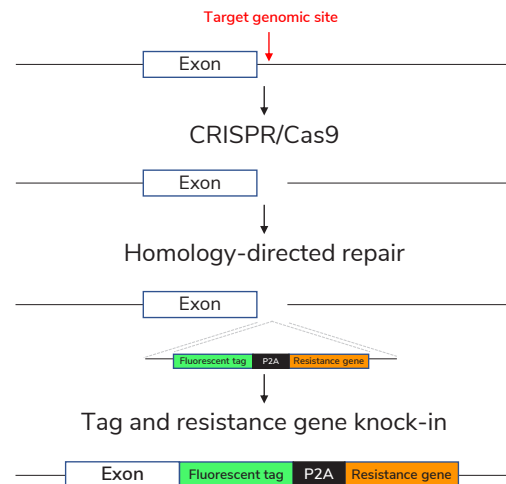 Target genomic site
Exon
CRISPR/Cas9
Exon
Homology-directed repair
Exon
Fluorescent tag P2A Resistance gene
Tag and resistance gene knock-in
Exon Fluorescent tag P2A Resistance gene